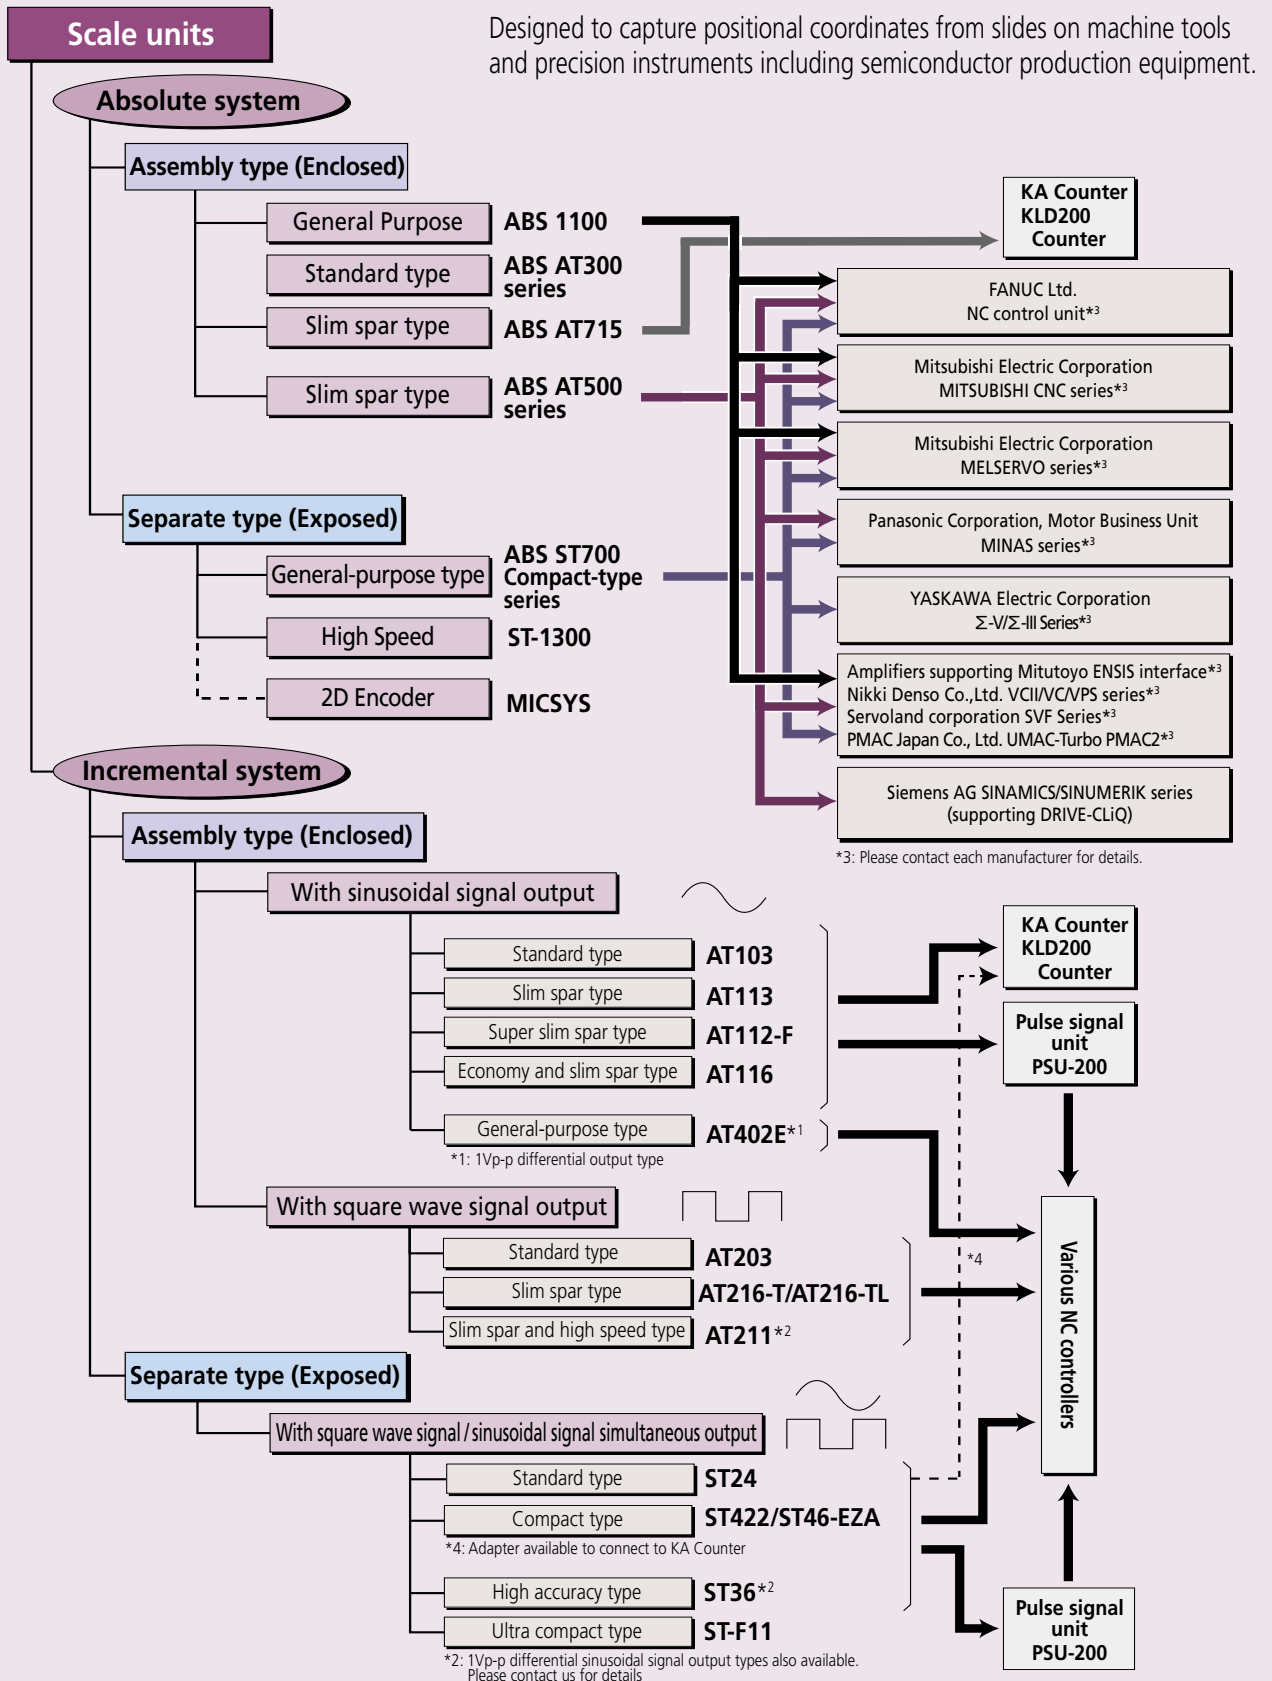 Scale units
Designed to capture positional coordinates from slides on machine tools
and precision instruments including semiconductor production equipment.
Absolute system
Assembly type (Enclosed)
General Purpose
ABS 1100
Standard type
ABS AT300
series
Slim spar type
ABS AT715
Slim spar type
ABS AT500
series
KA Counter
KLD200
Counter
FANUC Ltd.
NC control unit*3
Mitsubishi Electric Corporation
MITSUBISHI CNC series*3
Mitsubishi Electric Corporation
MELSERVO series*3
Panasonic Corporation, Motor Business Unit
MINAS series*3
YASKAWA Electric Corporation
Σ-V/Σ-III Series*3
Amplifiers supporting Mitutoyo ENSIS interface*3
Nikki Denso Co.,Ltd. VCII/VC/VPS series*3
Servoland corporation SVF Series*3
PMAC Japan Co., Ltd. UMAC-Turbo PMAC2*3
Siemens AG SINAMICS/SINUMERIK series
(supporting DRIVE-CLiQ)
*3: Please contact each manufacturer for details.
Separate type (Exposed)
General-purpose type
ABS ST700
Compact-type
series
High Speed
ST-1300
2D Encoder
MICSYS
Incremental system
Assembly type (Enclosed)
With sinusoidal signal output
Standard type
AT103
Slim spar type
AT113
Super slim spar type
AT112-F
Economy and slim spar type
AT116
General-purpose type
AT402E*1
*1: 1Vp-p differential output type
KA Counter
KLD200
Counter
Pulse signal
unit
PSU-200
With square wave signal output
Standard type
AT203
Slim spar type
AT216-T/AT216-TL
Slim spar and high speed type
AT211*2
*4
Various NC controllers
Separate type (Exposed)
With square wave signal/sinusoidal signal simultaneous output
Standard type
ST24
Compact type
ST422/ST46-EZA
*4: Adapter available to connect to KA Counter
High accuracy type
ST36*2
Ultra compact type
ST-F11
*2: 1Vp-p differential sinusoidal signal output types also available.
Please contact us for details
Pulse signal
unit
PSU-200